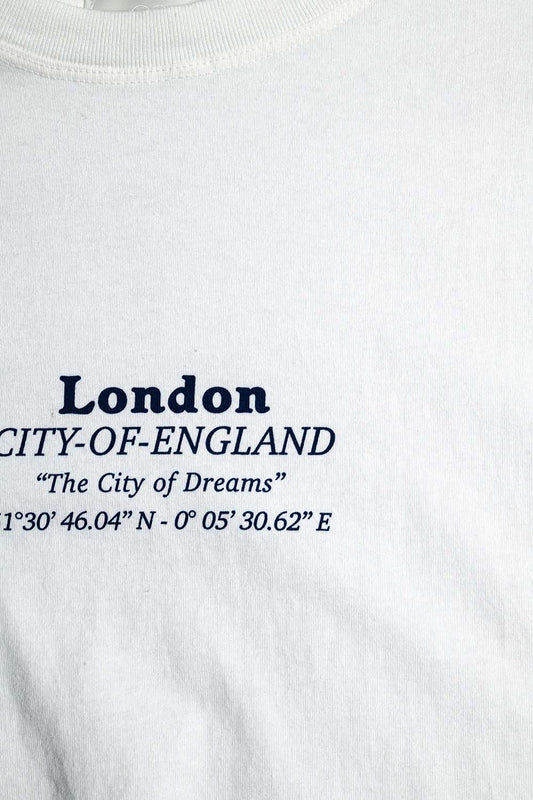 London
CITY-OF-ENGLAND
“The City of Dreams”
1°30’ 46.04” N - 0° 05’ 30.62” E